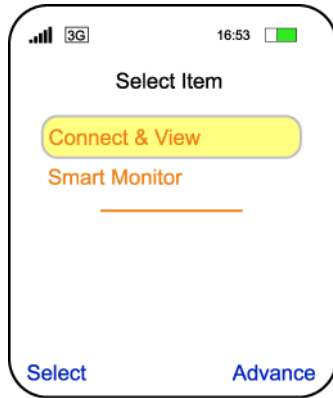 3G 16:53
Select Item
Connect & View
Smart Monitor
Select Advance